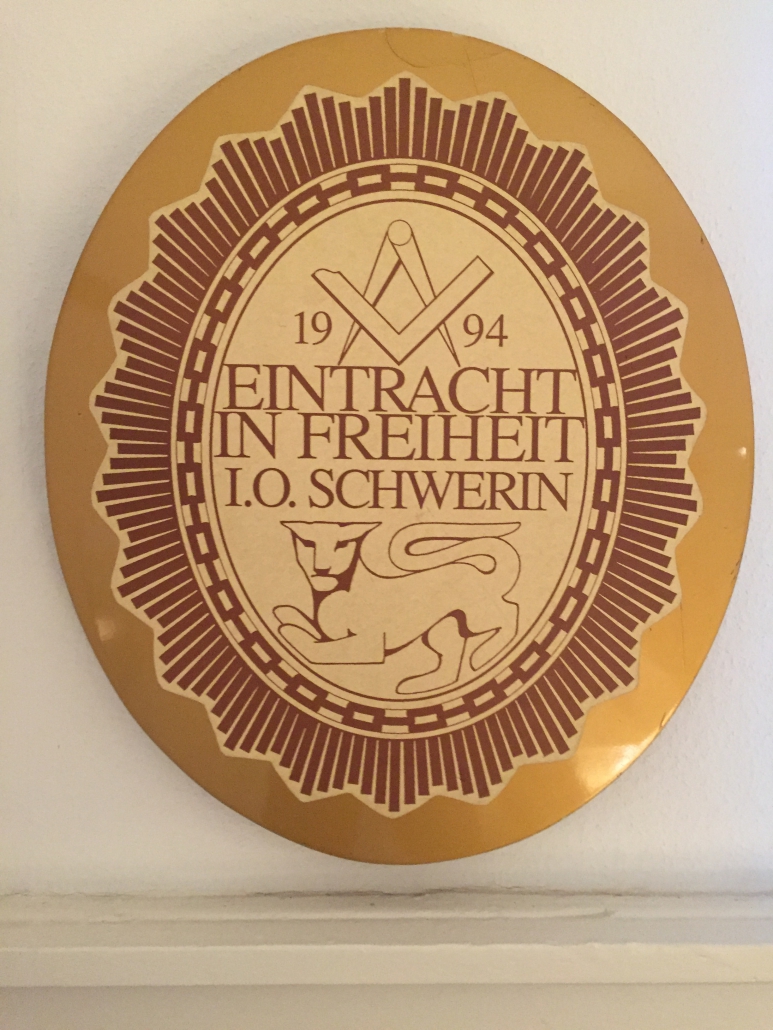 19 94
EINTRACHT
IN FREIHEIT
I.O. SCHWERIN